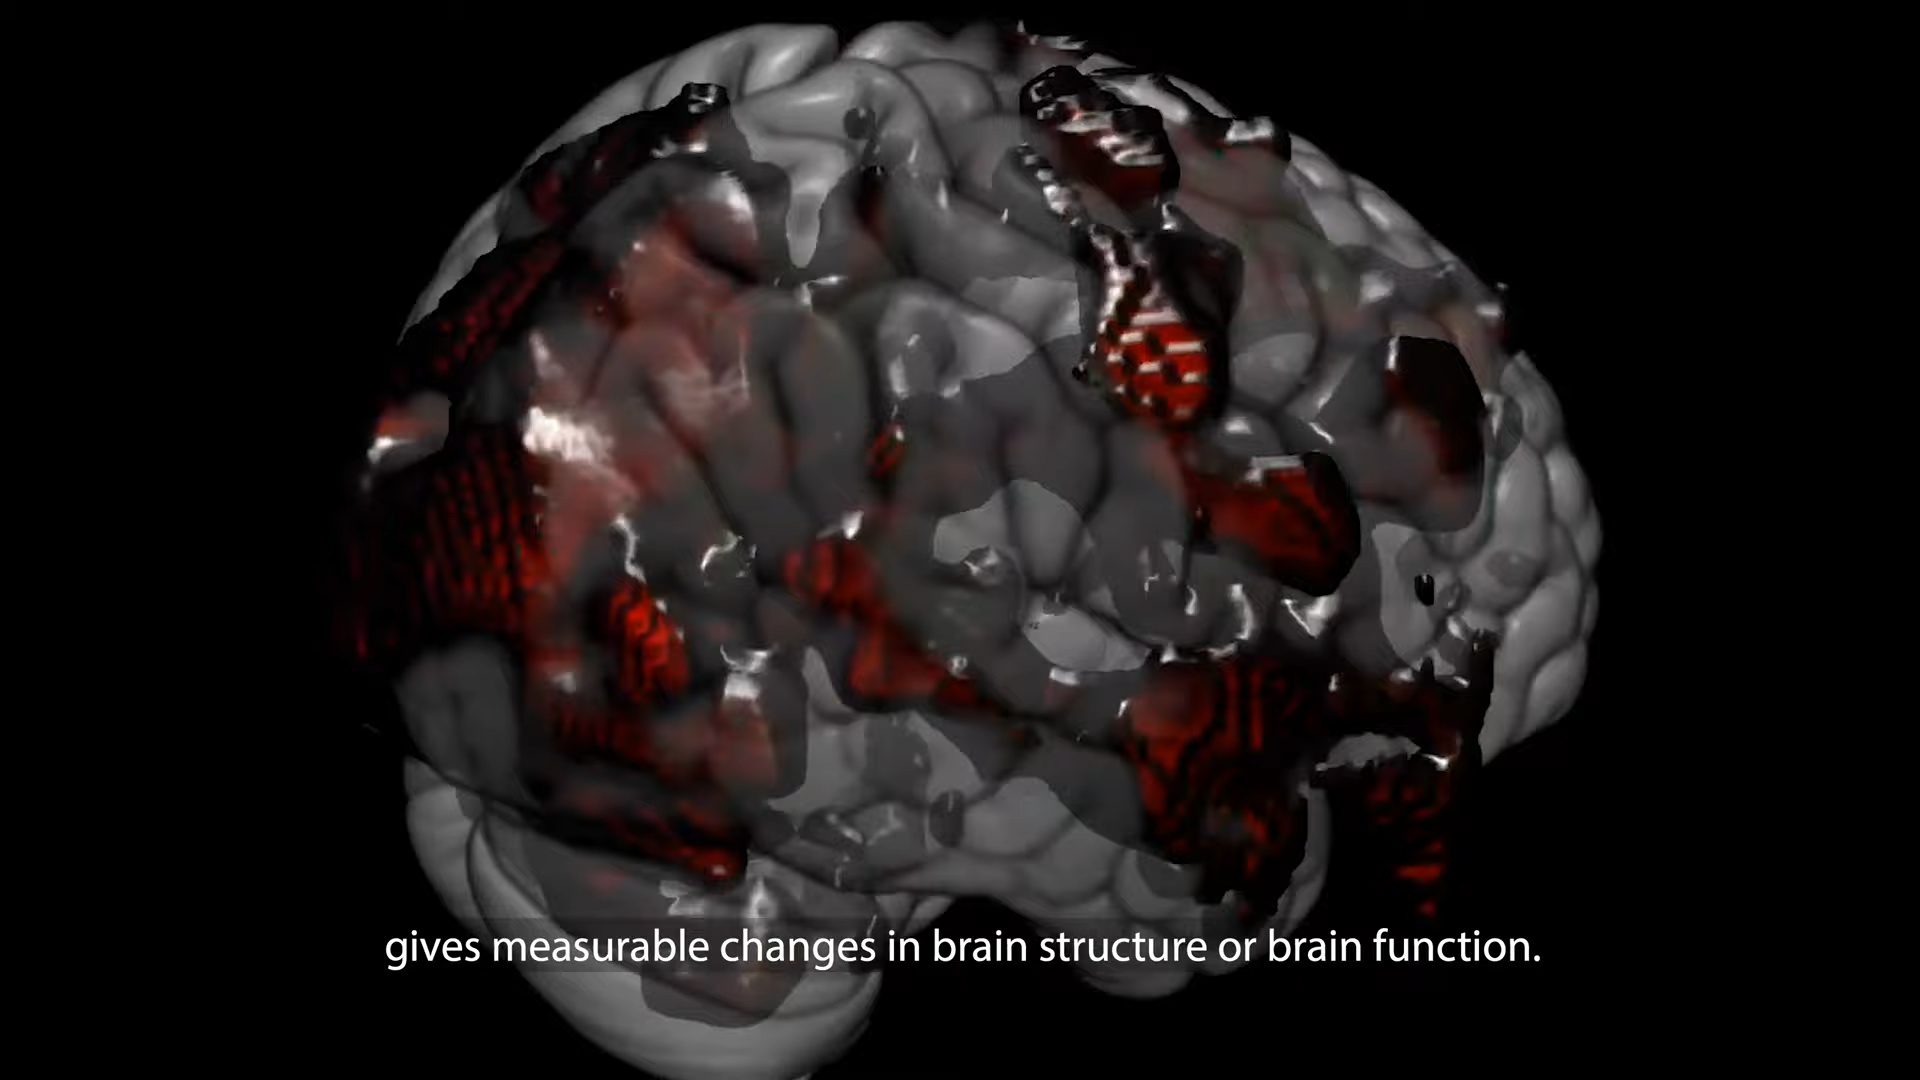 gives measurable changes in brain structure or brain function.